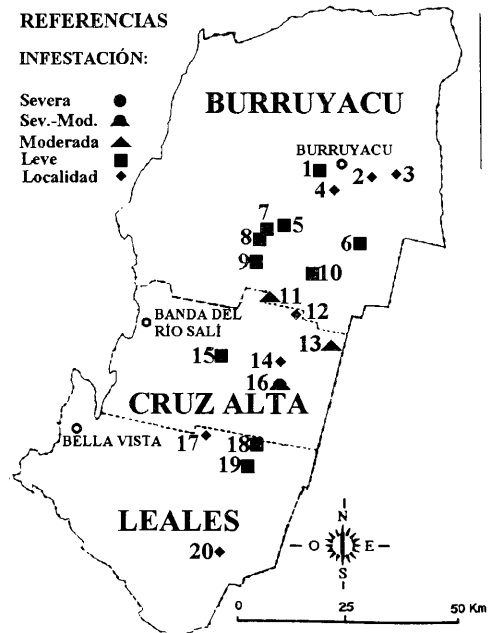 REFERENCIAS
INFESTACIÓN:
Severa
Sev.-Mod.
Moderada
Leve
Localidad
BURRUYACU
BURRUYACU
1
2
3
4
5
6
7
8
9
10
11
12
BANDA DEL
RÍO SALÍ
13
14
15
16
CRUZ ALTA
BELLA VISTA
17
18
19
LEALES
20
N
O
E
S
0
25
50 Km